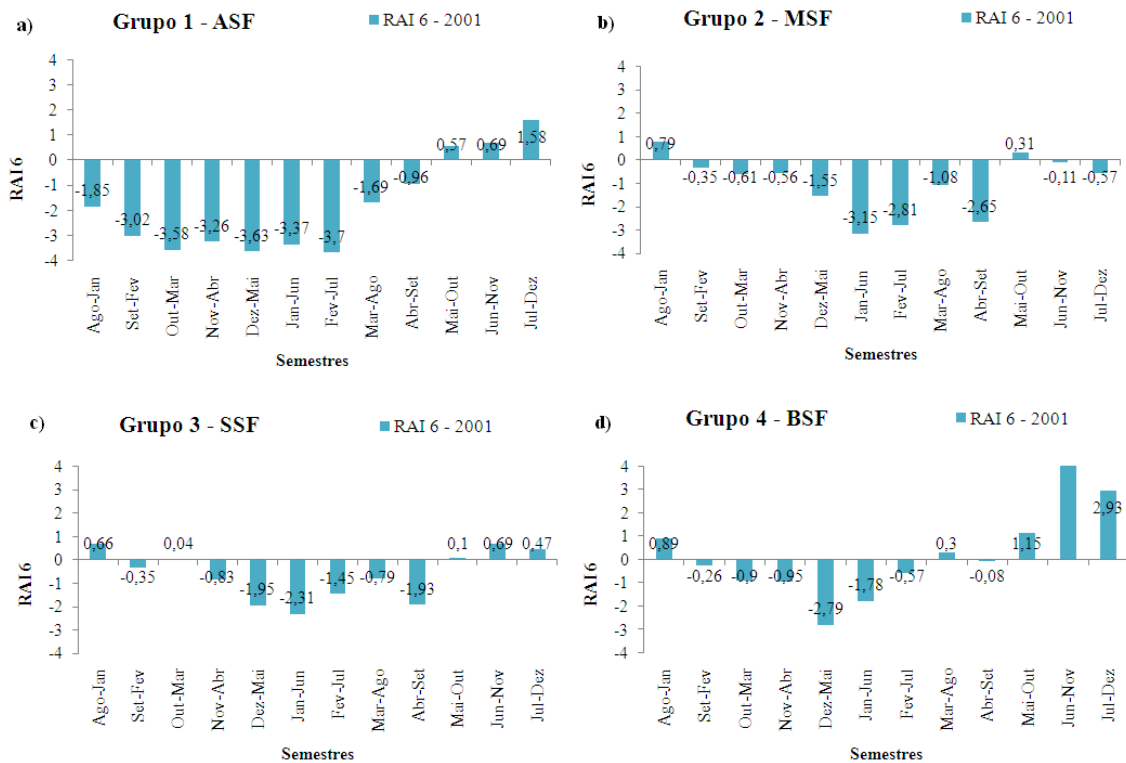 a)
Grupo 1 - ASF
RAI 6 - 2001
RAI6
4
3
2
1
0
-1
-2
-3
-4
-1,85
-3,02
-3,58
-3,26
-3,63
-3,37
-3,7
-1,69
-0,96
0,57
0,69
1,58
Ago-Jan
Set-Fev
Out-Mar
Nov-Abr
Dez-Mai
Jan-Jun
Fev-Jul
Mar-Ago
Abr-Set
Mai-Out
Jun-Nov
Jul-Dez
Semestres
b)
Grupo 2 - MSF
RAI 6 - 2001
RAI6
4
3
2
1
0
-1
-2
-3
-4
0,79
-0,35
-0,61
-0,56
-1,55
-3,15
-2,81
-1,08
-2,65
0,31
-0,11
-0,57
Ago-Jan
Set-Fev
Out-Mar
Nov-Abr
Dez-Mai
Jan-Jun
Fev-Jul
Mar-Ago
Abr-Set
Mai-Out
Jun-Nov
Jul-Dez
Semestres
c)
Grupo 3 - SSF
RAI 6 - 2001
RAI6
4
3
2
1
0
-1
-2
-3
-4
0,66
-0,35
0,04
-0,83
-1,95
-2,31
-1,45
-0,79
-1,93
0,1
0,69
0,47
Ago-Jan
Set-Fev
Out-Mar
Nov-Abr
Dez-Mai
Jan-Jun
Fev-Jul
Mar-Ago
Abr-Set
Mai-Out
Jun-Nov
Jul-Dez
Semestres
d)
Grupo 4 - BSF
RAI 6 - 2001
RAI6
4
3
2
1
0
-1
-2
-3
-4
0,89
-0,26
-0,9
-0,95
-2,79
-1,78
-0,57
0,3
-0,08
1,15
2,93
Ago-Jan
Set-Fev
Out-Mar
Nov-Abr
Dez-Mai
Jan-Jun
Fev-Jul
Mar-Ago
Abr-Set
Mai-Out
Jun-Nov
Jul-Dez
Semestres